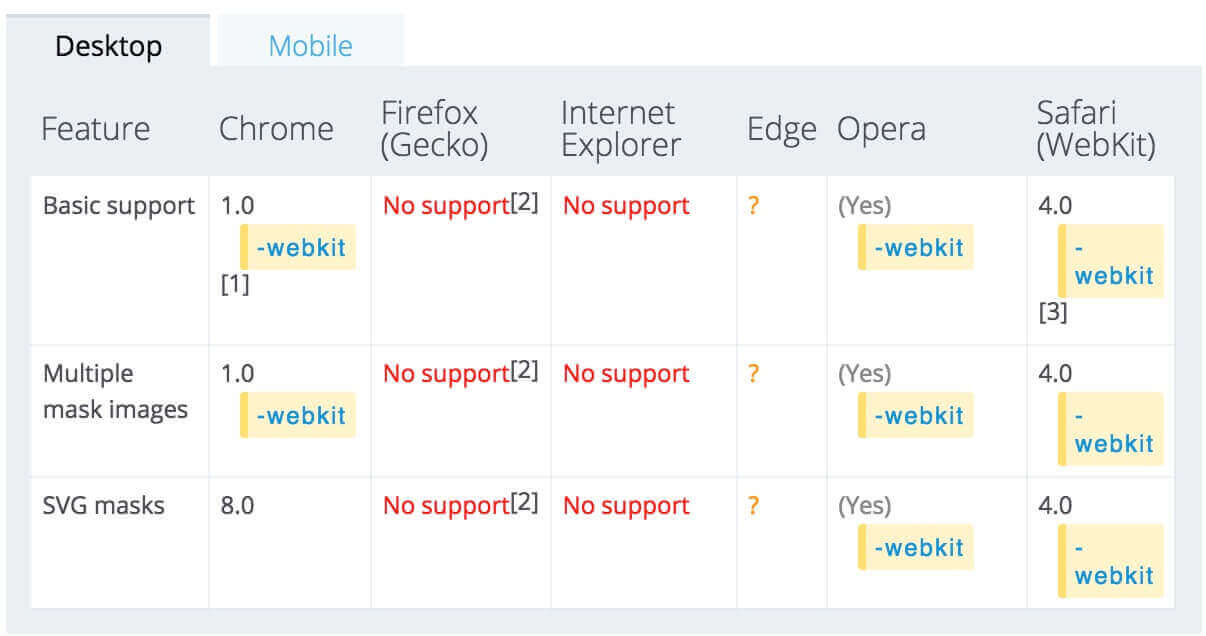 Desktop Mobile
Feature Chrome Firefox (Gecko) Internet Explorer Edge Opera Safari (WebKit)
Basic support 1.0 -webkit [1] No support[2] No support ? (Yes) -webkit 4.0 -webkit [3]
Multiple mask images 1.0 -webkit No support[2] No support ? (Yes) -webkit 4.0 -webkit
SVG masks 8.0 No support[2] No support ? (Yes) -webkit 4.0 -webkit